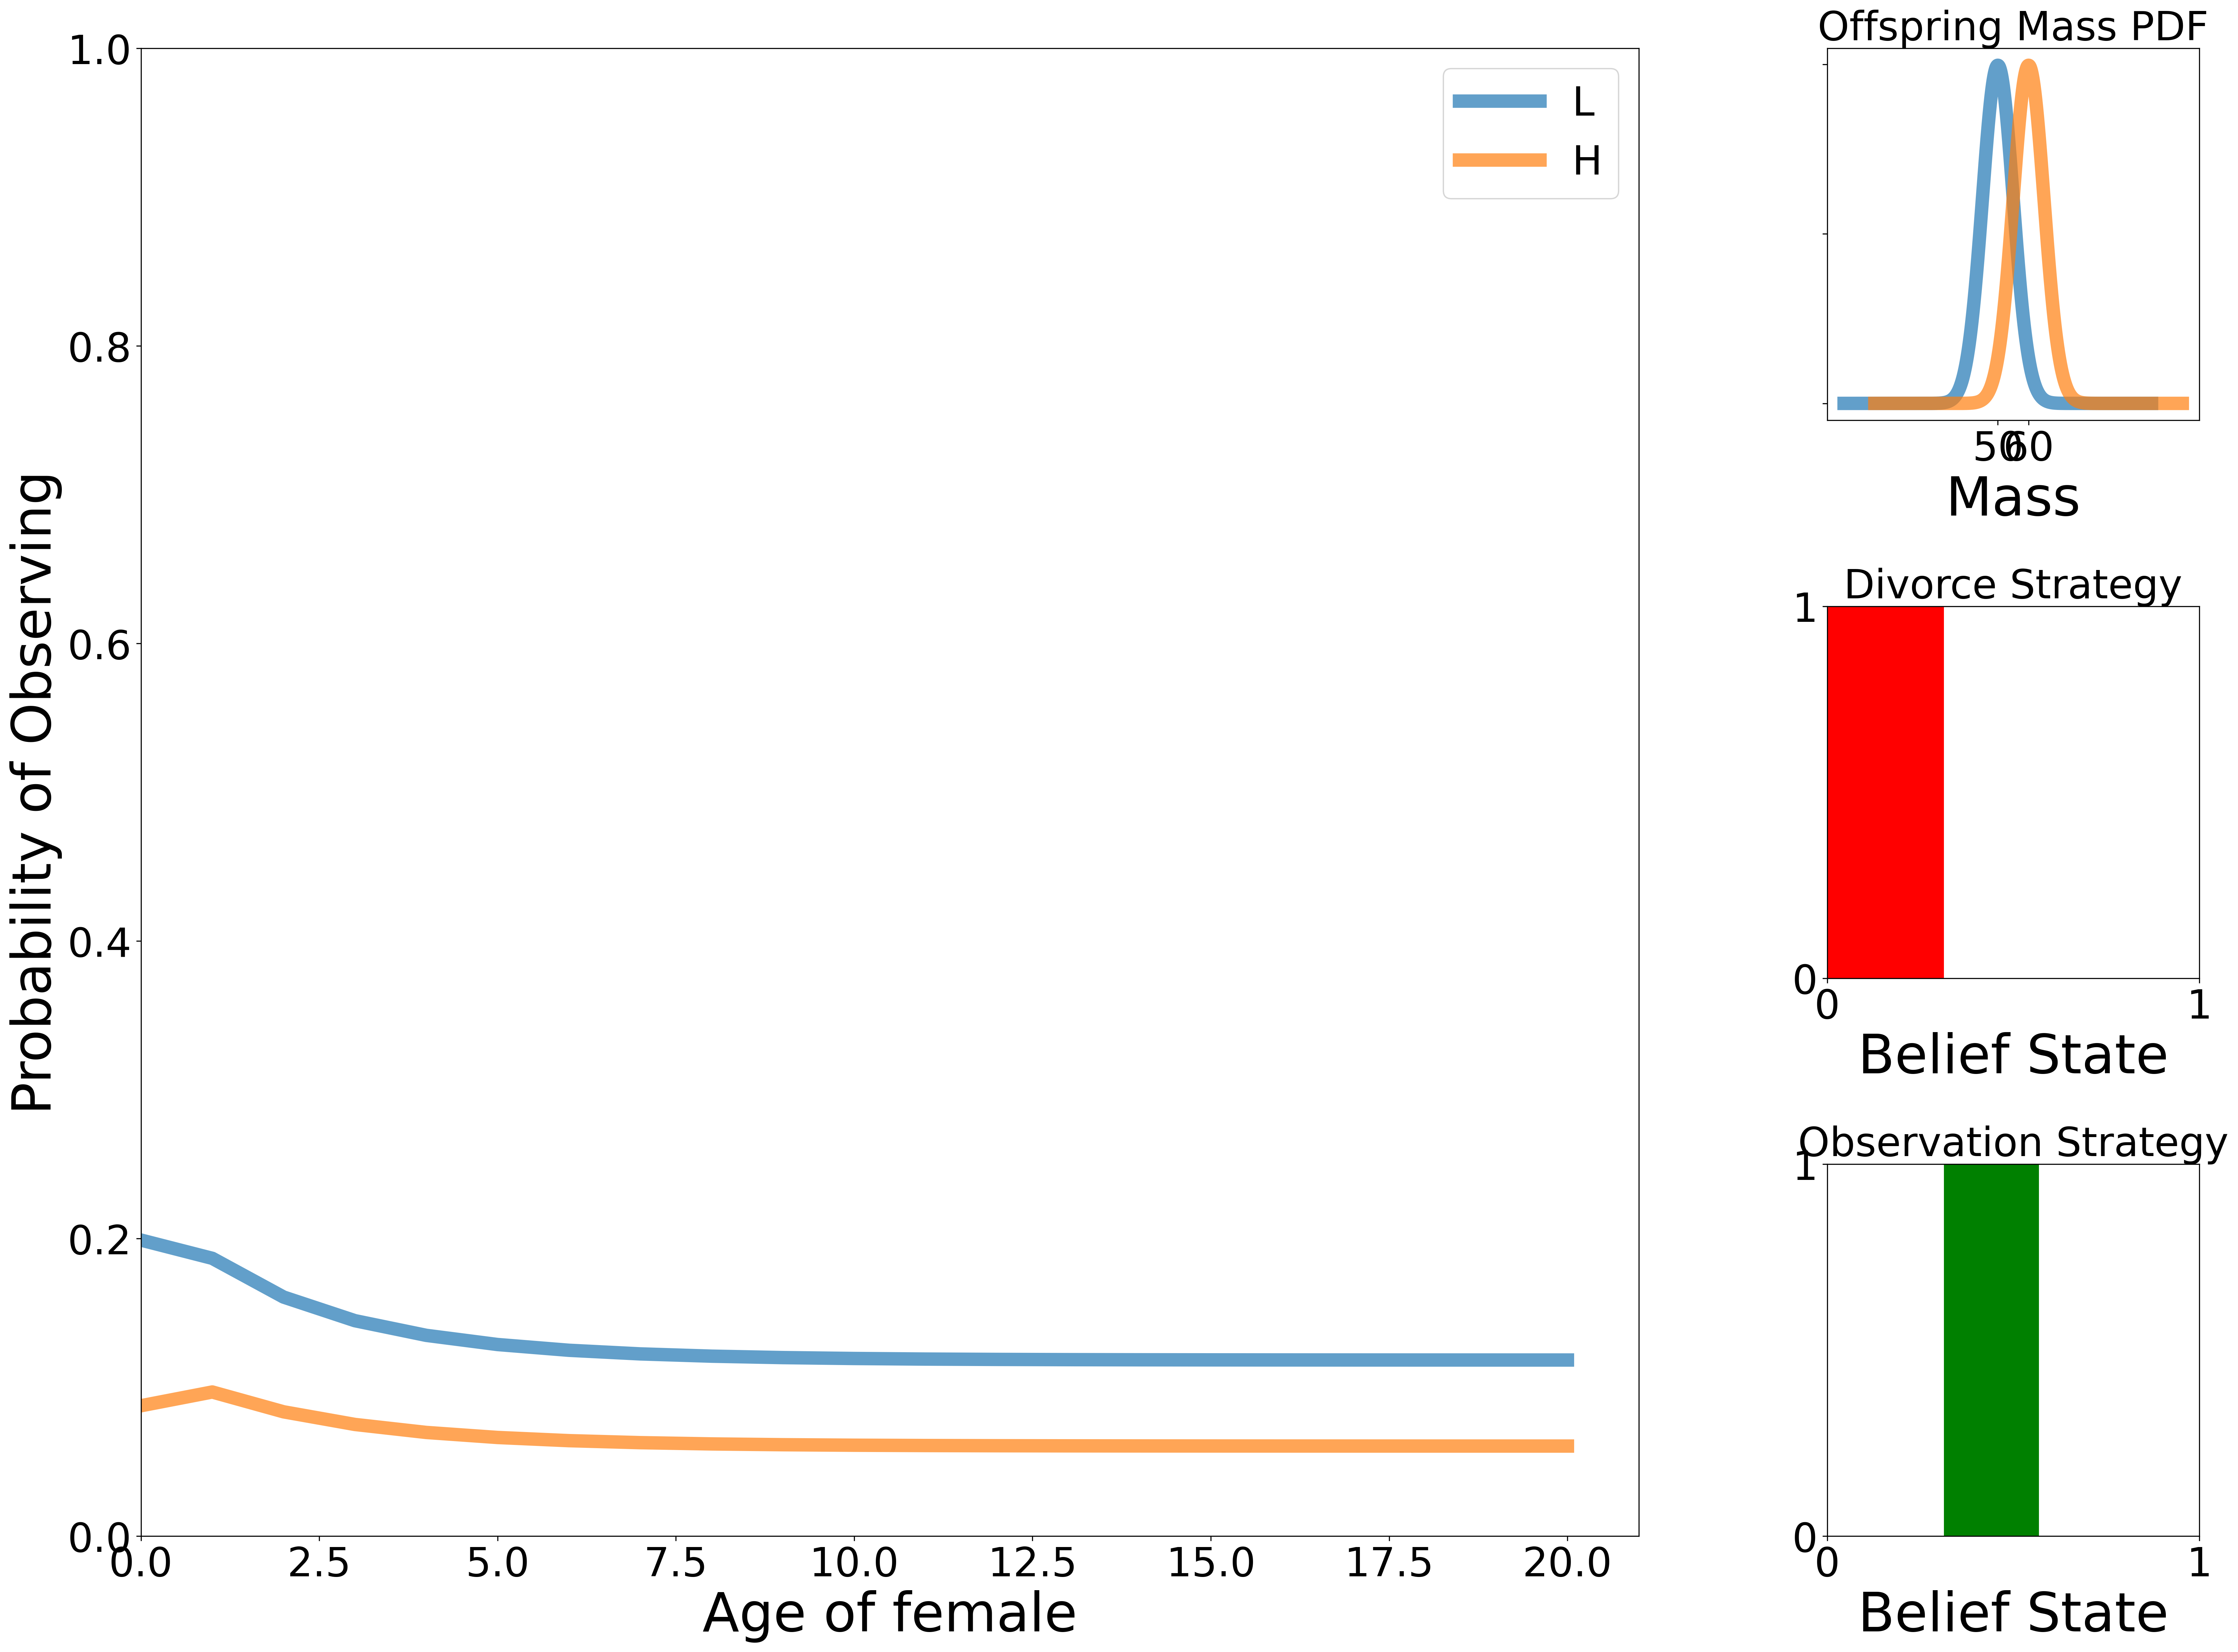 Offspring Mass PDF
1.0
0.8
0.6
0.4
0.2
0.0
Probability of Observing
L
H
0.0 2.5 5.0 7.5 10.0 12.5 15.0 17.5 20.0
Age of female
50 60
Mass
Divorce Strategy
1
0
0 1
Belief State
Observation Strategy
1
0
0 1
Belief State